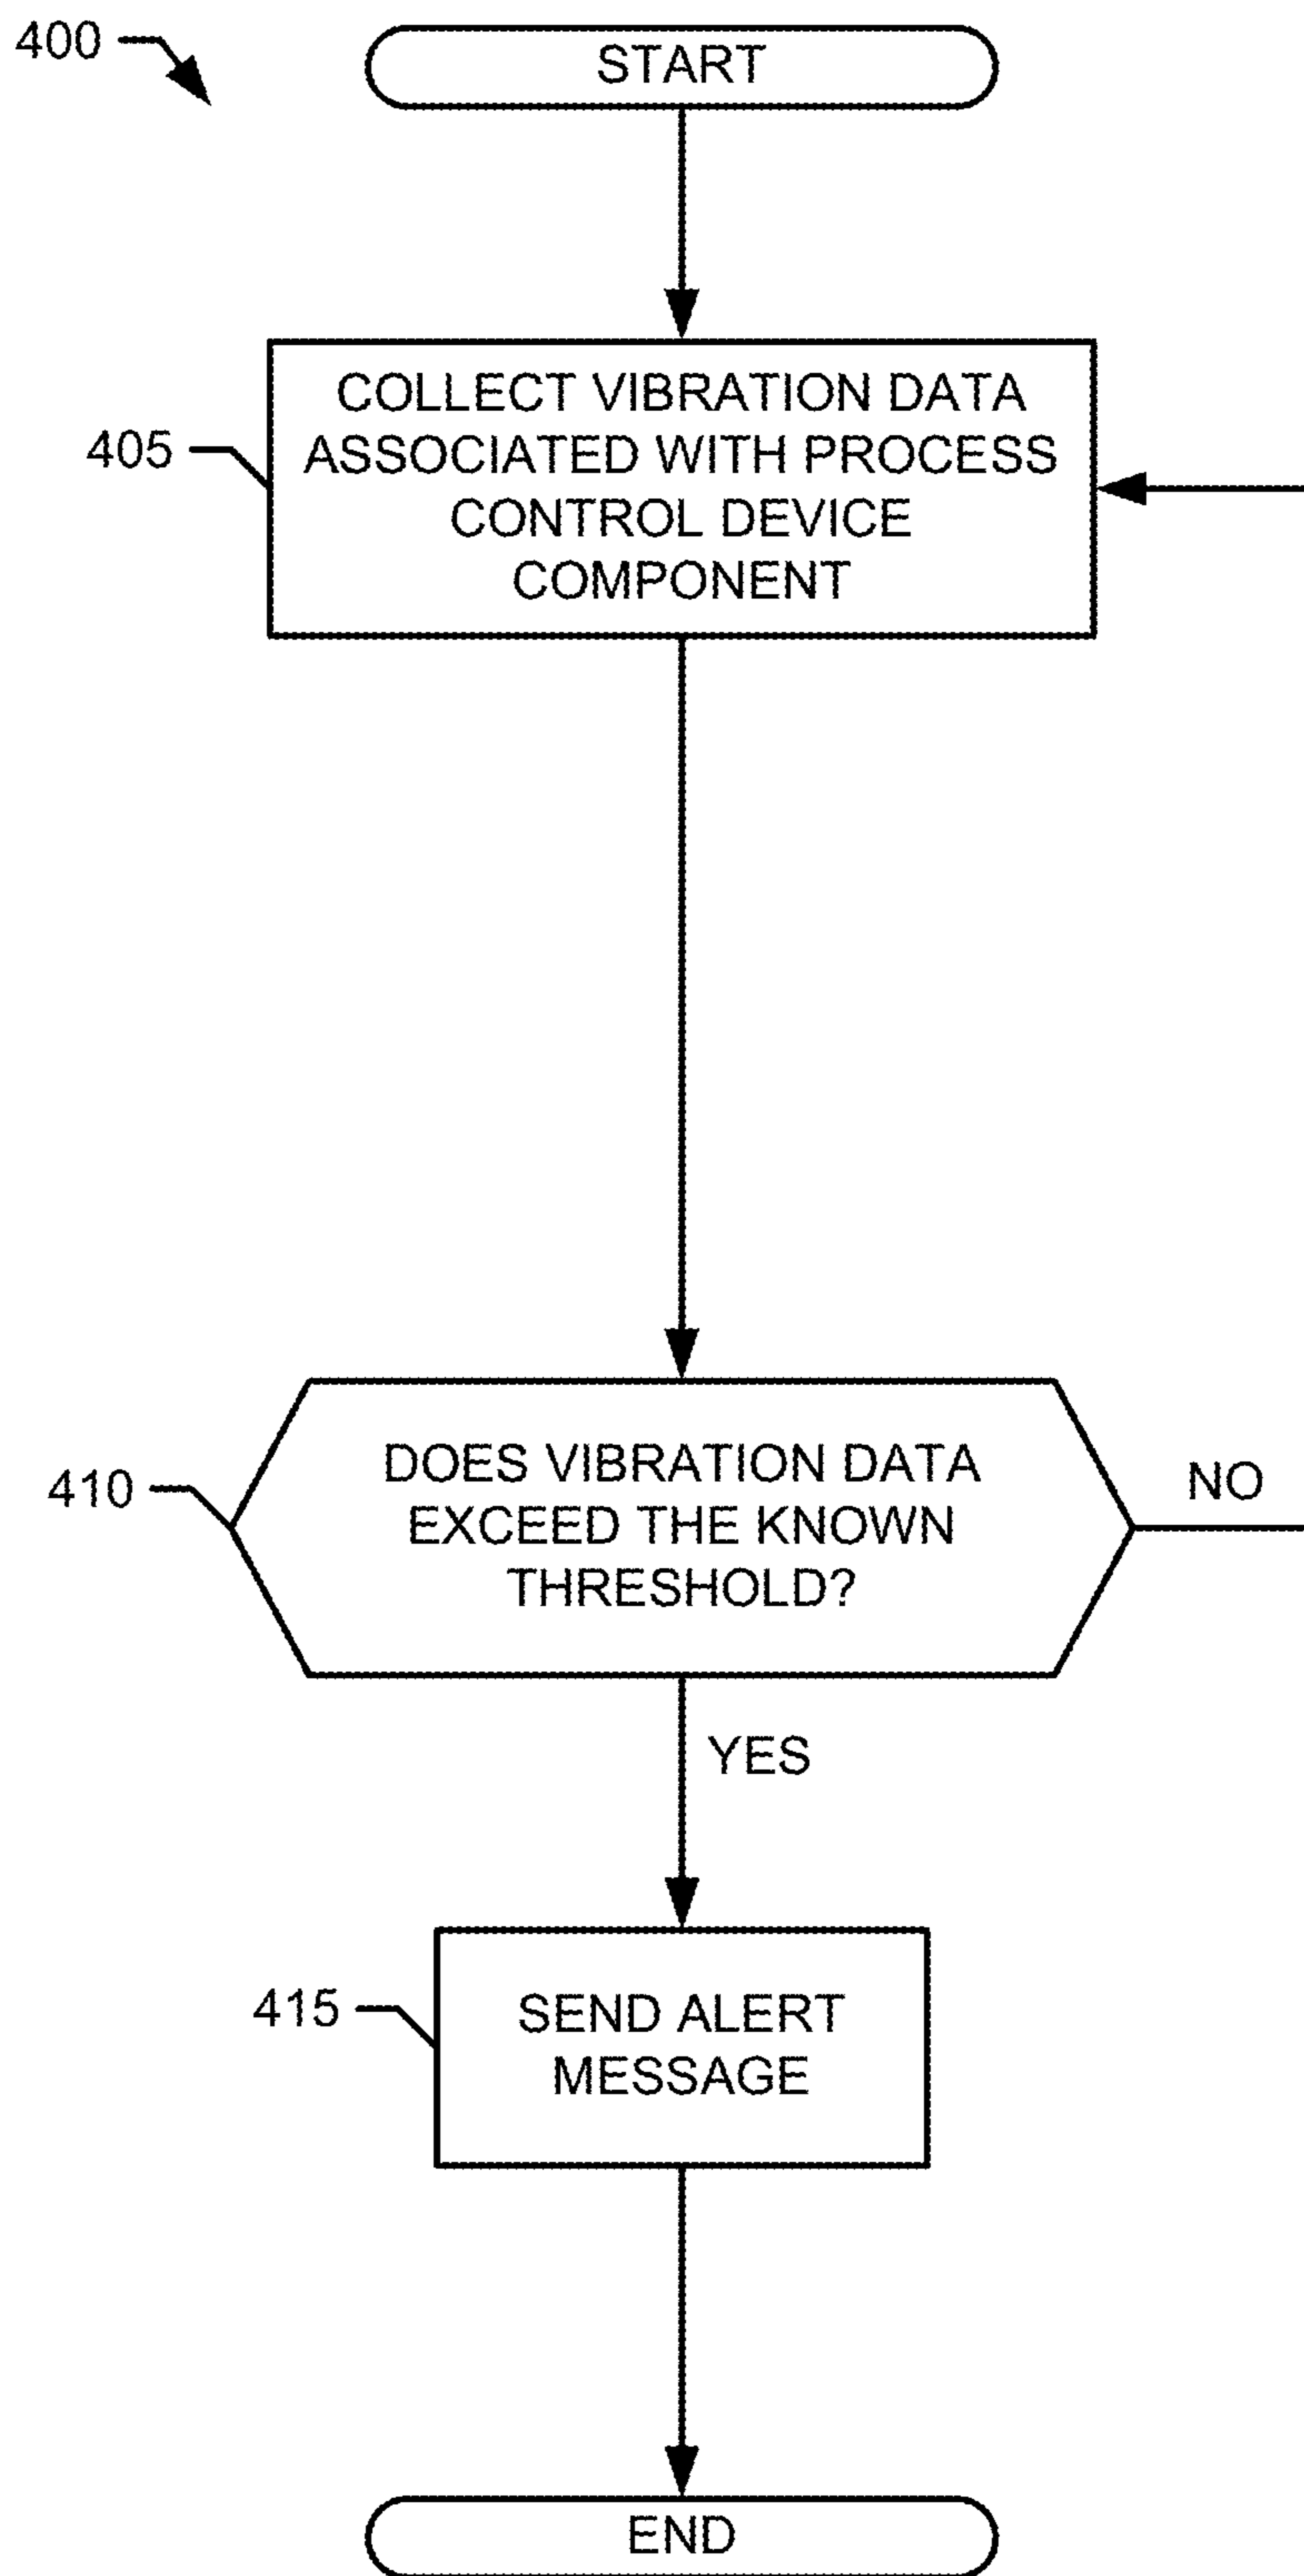 400
START
405
COLLECT VIBRATION DATA
ASSOCIATED WITH PROCESS
CONTROL DEVICE
COMPONENT
410
DOES VIBRATION DATA
EXCEED THE KNOWN
THRESHOLD?
NO
YES
415
SEND ALERT
MESSAGE
END